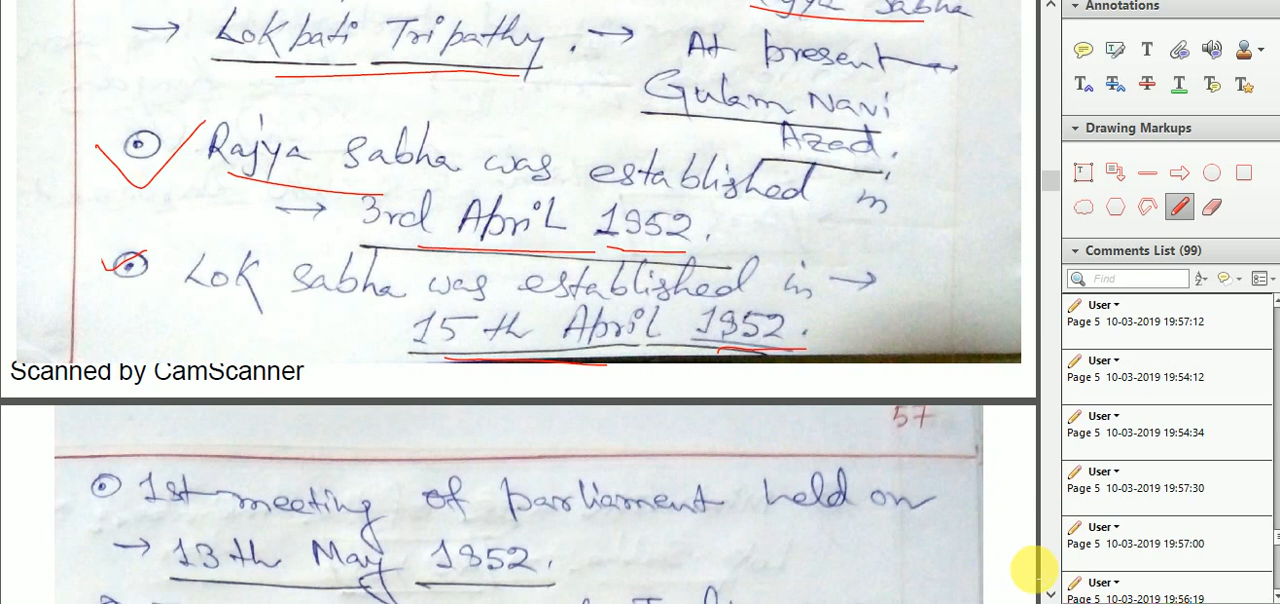 Sabha
→ Lokpati Tripathy. → At present →
Gulam Navi
Azad.
⊙ Rajya Sabha was established in
→ 3rd April 1952.
⊙ Lok Sabha was established in →
15th April 1952.
Scanned by CamScanner
57
⊙ 1st meeting of parliament held on
→ 13th May 1952.
Annotations
T
Drawing Markups
Comments List (99)
Find
User
Page 5 10-03-2019 19:57:12
User
Page 5 10-03-2019 19:54:12
User
Page 5 10-03-2019 19:54:34
User
Page 5 10-03-2019 19:57:30
User
Page 5 10-03-2019 19:57:00
User
Page 5 10-03-2019 19:56:19